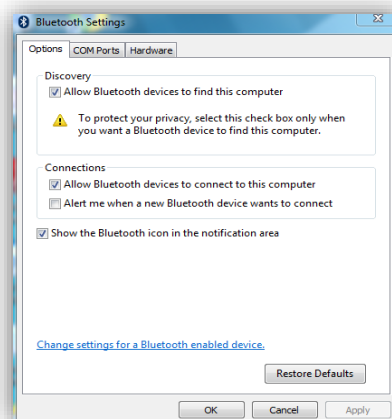 Bluetooth Settings
Options COM Ports Hardware
Discovery
Allow Bluetooth devices to find this computer
To protect your privacy, select this check box only when
you want a Bluetooth device to find this computer.
Connections
Allow Bluetooth devices to connect to this computer
Alert me when a new Bluetooth device wants to connect
Show the Bluetooth icon in the notification area
Change settings for a Bluetooth enabled device.
Restore Defaults
OK Cancel Apply